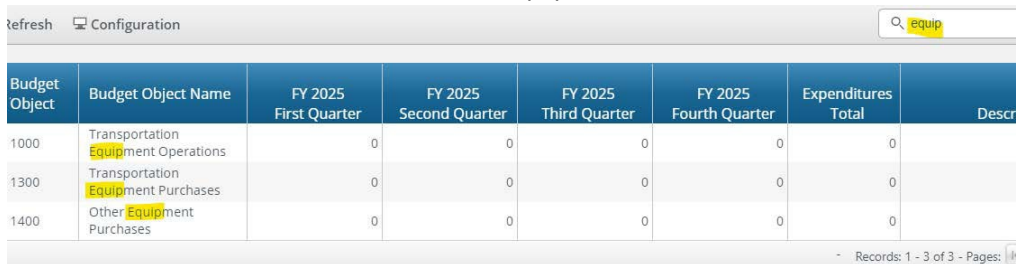 Refresh Configuration equip
Budget Object Budget Object Name FY 2025 First Quarter FY 2025 Second Quarter FY 2025 Third Quarter FY 2025 Fourth Quarter Expenditures Total Descr
1000 Transportation Equipment Operations 0 0 0 0 0
1300 Transportation Equipment Purchases 0 0 0 0 0
1400 Other Equipment Purchases 0 0 0 0 0
- Records: 1 - 3 of 3 - Pages: